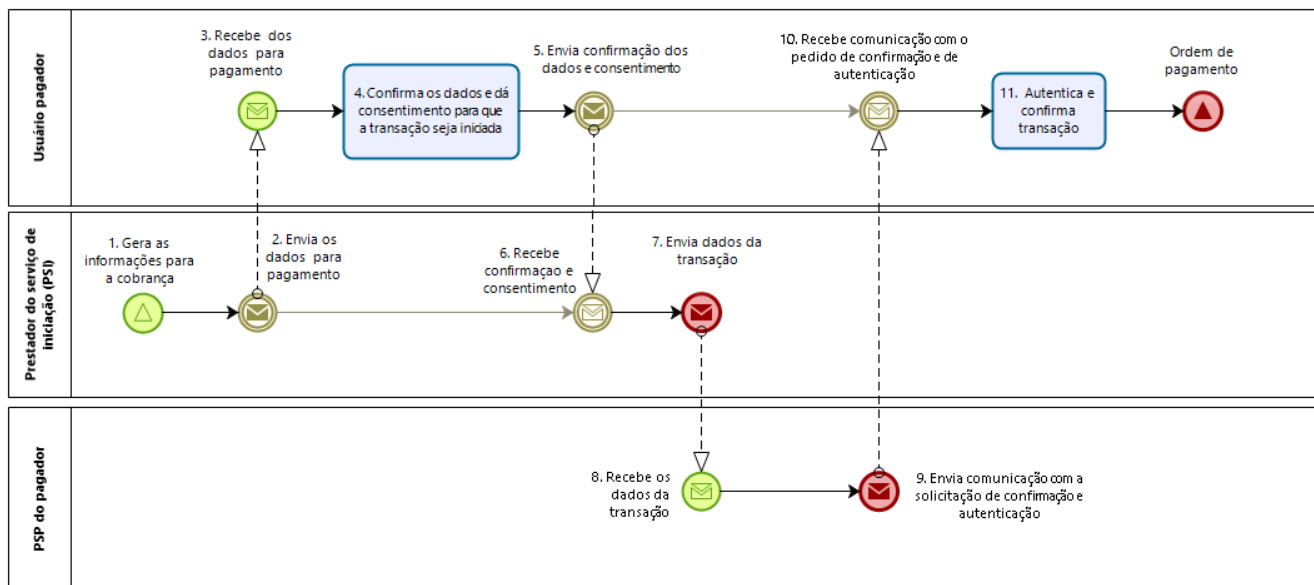 Usuário pagador
3. Recebe dos
dados para
pagamento
4. Confirma os dados e dá
consentimento para que
a transação seja iniciada
5. Envia confirmação dos
dados e consentimento
10. Recebe comunicação com o
pedido de confirmação e de
autenticação
11. Autentica e
confirma
transação
Ordem de
pagamento
Prestador do serviço de
iniciação (PSI)
1. Gera as
informações para
a cobrança
2. Envia os
dados para
pagamento
6. Recebe
confirmaçao e
consentimento
7. Envia dados da
transação
PSP do pagador
8. Recebe os
dados da
transação
9. Envia comunicação com a
solicitação de confirmação e
autenticação